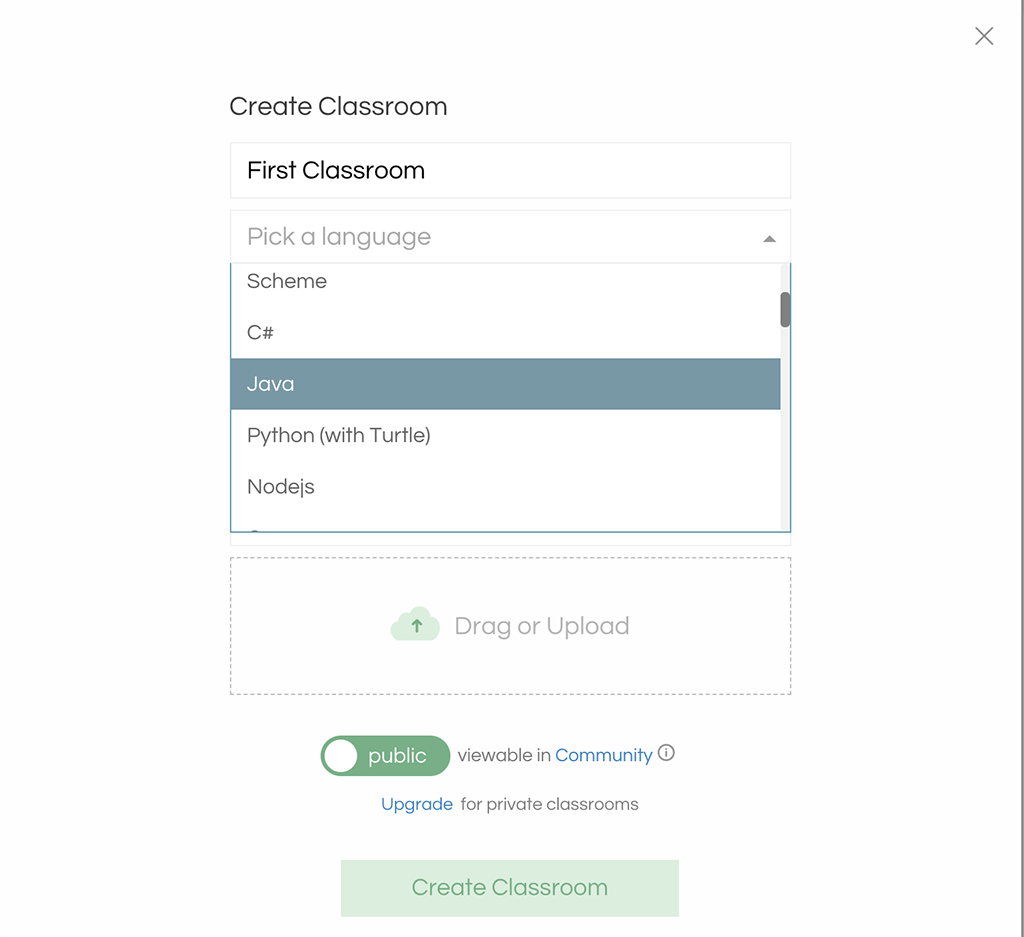 Create Classroom
First Classroom
Pick a language
Scheme
C#
Java
Python (with Turtle)
Nodejs
Drag or Upload
public viewable in Community
Upgrade for private classrooms
Create Classroom